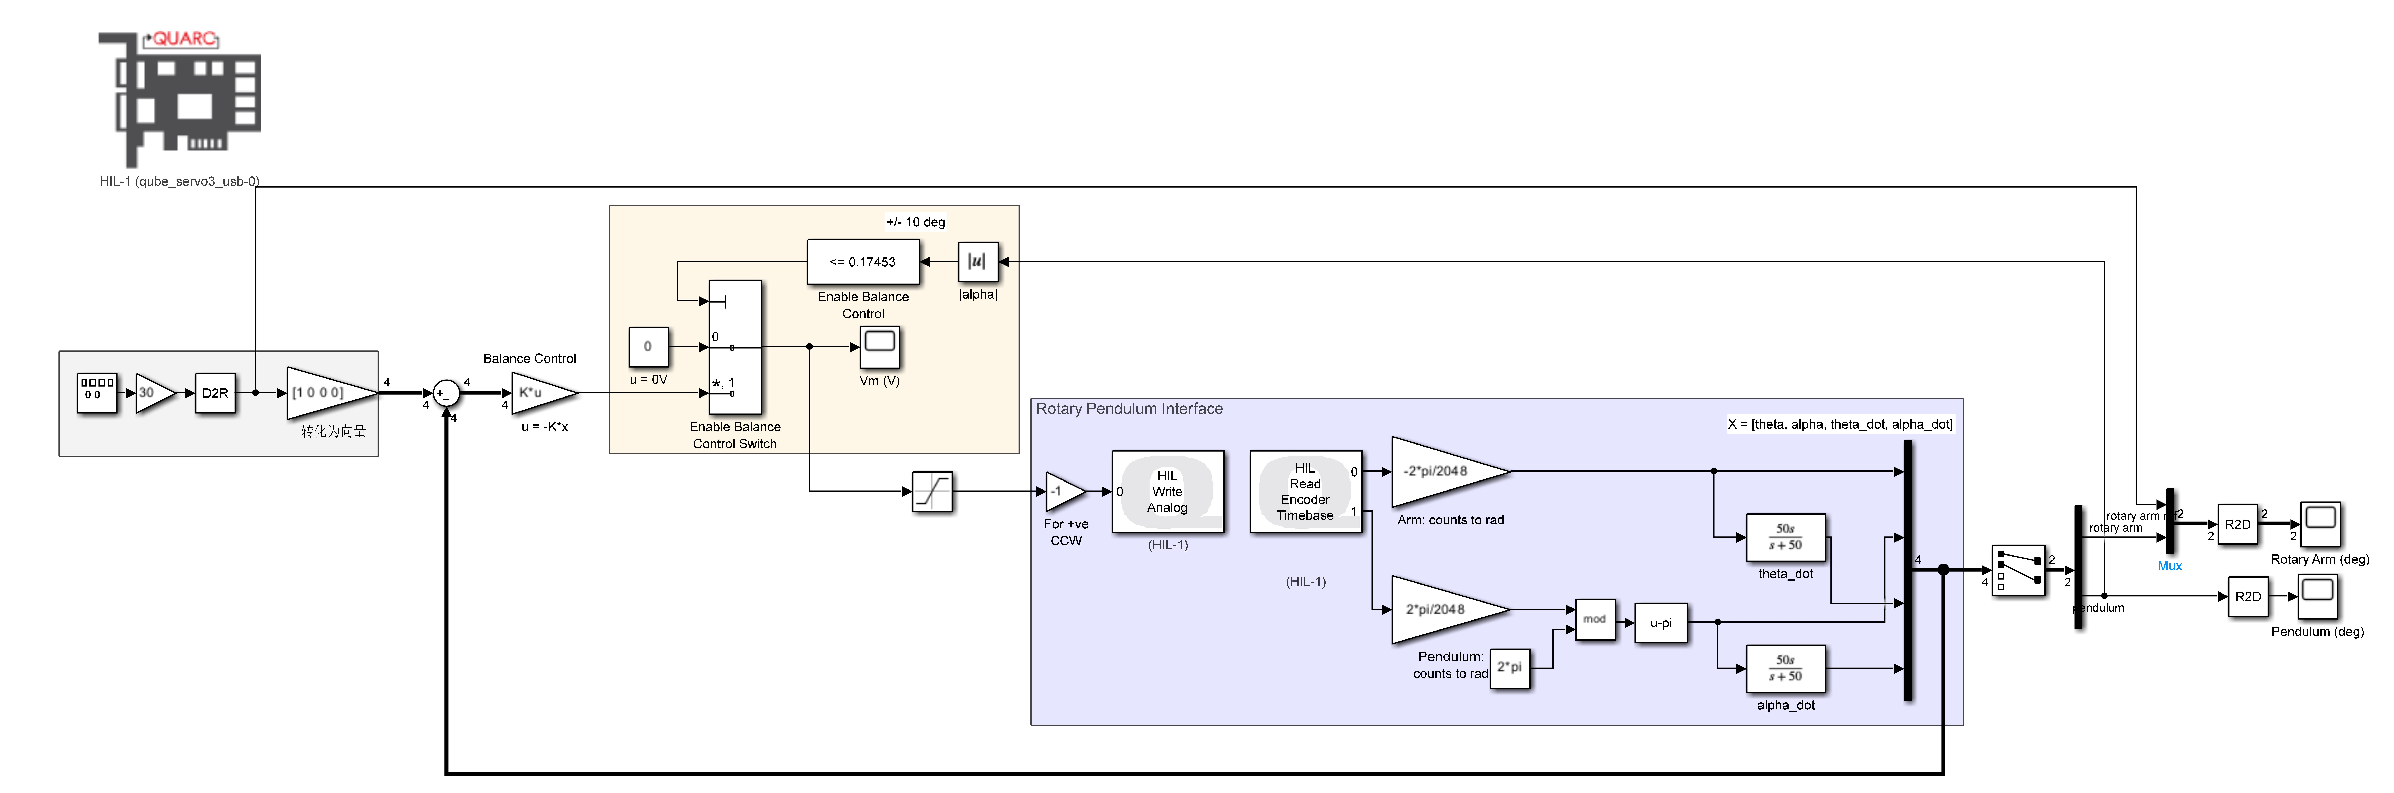 QUARC
HIL-1 (qube_servo3_usb-0)
+/- 10 deg
<= 0.17453
|u|
Enable Balance
Control
|alpha|
0
u = 0V
0
*, 1
Vm (V)
Enable Balance
Control Switch
30
D2R
[1 0 0 0]
转化为向量
4
4
+
−
4
4
Balance Control
4
K*u
u = -K*x
Rotary Pendulum Interface
X = [theta, alpha, theta_dot, alpha_dot]
-1
For +ve
CCW
0
HIL
Write
Analog
(HIL-1)
HIL
Read
Encoder
Timebase
0
1
(HIL-1)
-2*pi/2048
Arm: counts to rad
50s
s + 50
theta_dot
2*pi/2048
Pendulum:
counts to rad
2*pi
mod
u-pi
50s
s + 50
alpha_dot
4
4
2
2
rotary arm ref
rotary arm
pendulum
2
Mux
2
R2D
2
2
Rotary Arm (deg)
R2D
Pendulum (deg)